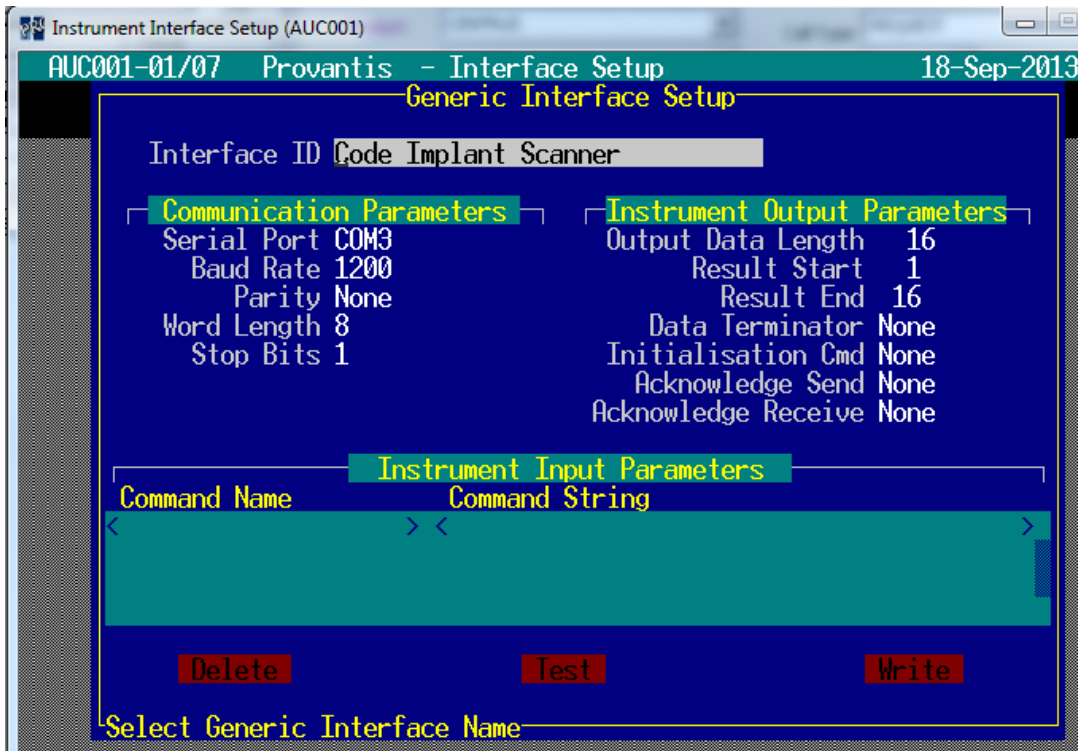 Instrument Interface Setup (AUC001)
AUC001-01/07 Provantis - Interface Setup 18-Sep-2013
Generic Interface Setup
Interface ID Code Implant Scanner
Communication Parameters
Serial Port COM3
Baud Rate 1200
Parity None
Word Length 8
Stop Bits 1
Instrument Output Parameters
Output Data Length 16
Result Start 1
Result End 16
Data Terminator None
Initialisation Cmd None
Acknowledge Send None
Acknowledge Receive None
Instrument Input Parameters
Command Name Command String
< > < >
Delete Test Write
Select Generic Interface Name